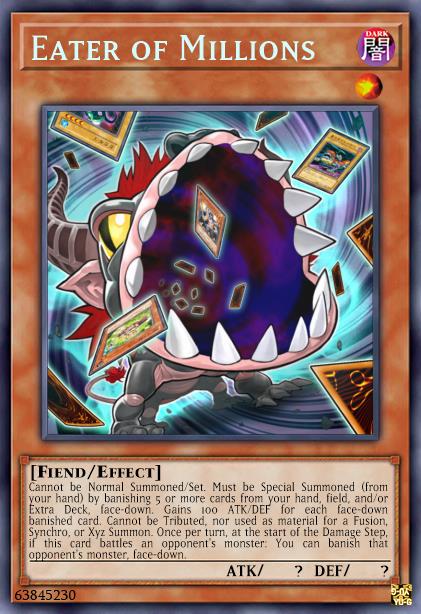 Eater of Millions
DARK
闇
[Fiend/Effect]
Cannot be Normal Summoned/Set. Must be Special Summoned (from
your hand) by banishing 5 or more cards from your hand, field, and/or
Extra Deck, face-down. Gains 100 ATK/DEF for each face-down
banished card. Cannot be Tributed, nor used as material for a Fusion,
Synchro, or Xyz Summon. Once per turn, at the start of the Damage Step,
if this card battles an opponent's monster: You can banish that
opponent's monster, face-down.
ATK/ ? DEF/ ?
63845230